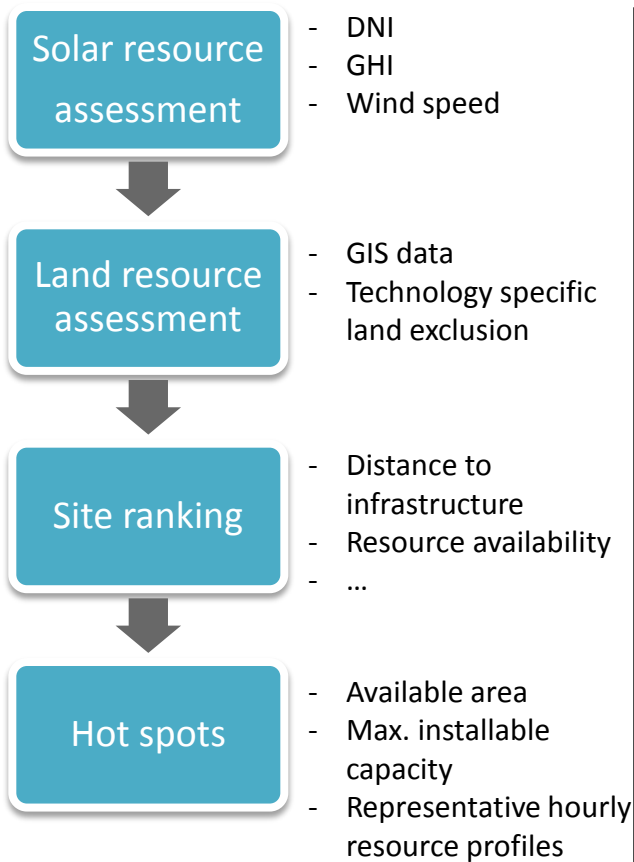 Solar resource
assessment
- DNI
- GHI
- Wind speed
Land resource
assessment
- GIS data
- Technology specific
land exclusion
Site ranking
- Distance to
infrastructure
- Resource availability
- …
Hot spots
- Available area
- Max. installable
capacity
- Representative hourly
resource profiles